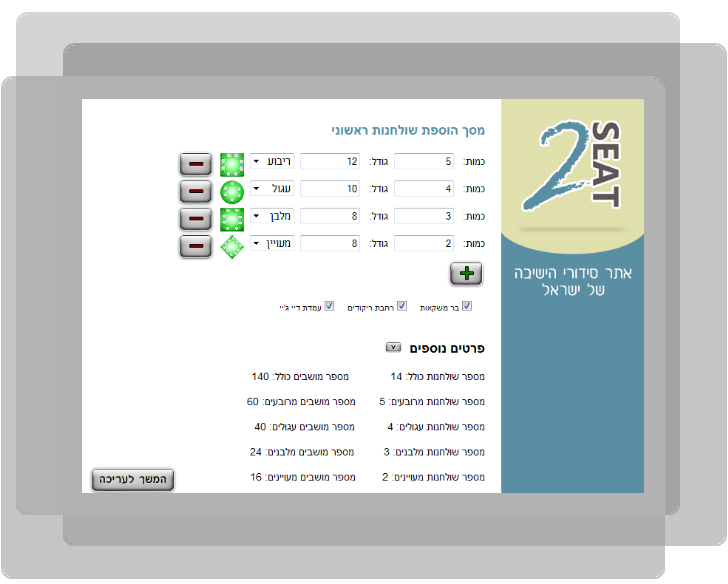 2SEAT
אתר סידורי הישיבה
של ישראל
מסך הוספת שולחנות ראשוני
כמות: 5 גודל: 12 ריבוע
כמות: 4 גודל: 10 עגול
כמות: 3 גודל: 8 מלבן
כמות: 2 גודל: 8 מעויין
בר משקאות רחבת ריקודים עמדת דיי ג'יי
פרטים נוספים
מספר שולחנות כולל: 14 מספר מושבים כולל: 140
מספר שולחנות מרובעים: 5 מספר מושבים מרובעים: 60
מספר שולחנות עגולים: 4 מספר מושבים עגולים: 40
מספר שולחנות מלבנים: 3 מספר מושבים מלבנים: 24
מספר שולחנות מעויינים: 2 מספר מושבים מעויינים: 16
המשך לעריכה